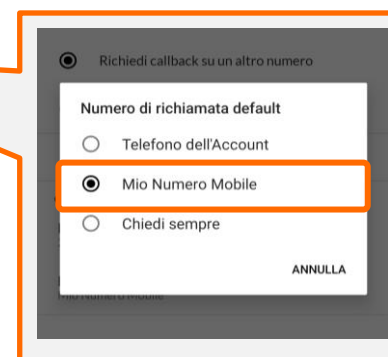 Richiedi callback su un altro numero
Numero di richiamata default
Telefono dell'Account
Mio Numero Mobile
Chiedi sempre
ANNULLA
Mio Numero Mobile